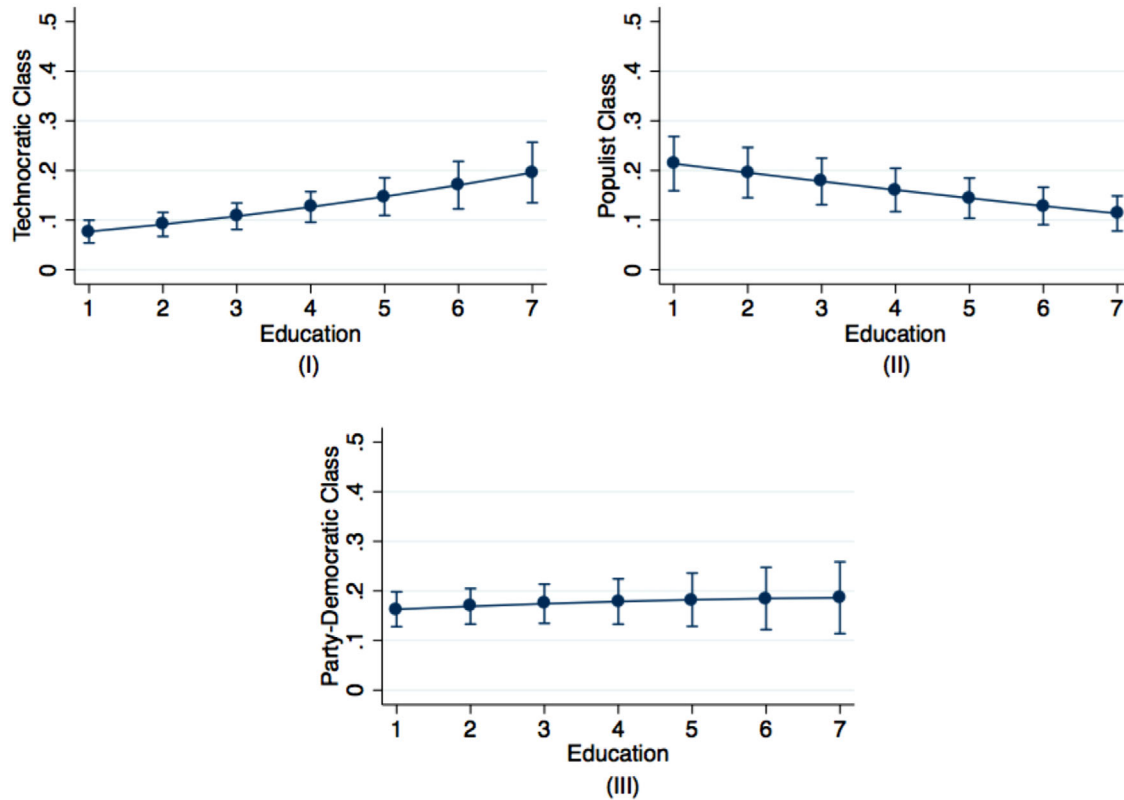 Technocratic Class
.5
.4
.3
.2
.1
0
1 2 3 4 5 6 7
Education
(I)
Populist Class
.5
.4
.3
.2
.1
0
1 2 3 4 5 6 7
Education
(II)
Party-Democratic Class
.5
.4
.3
.2
.1
0
1 2 3 4 5 6 7
Education
(III)